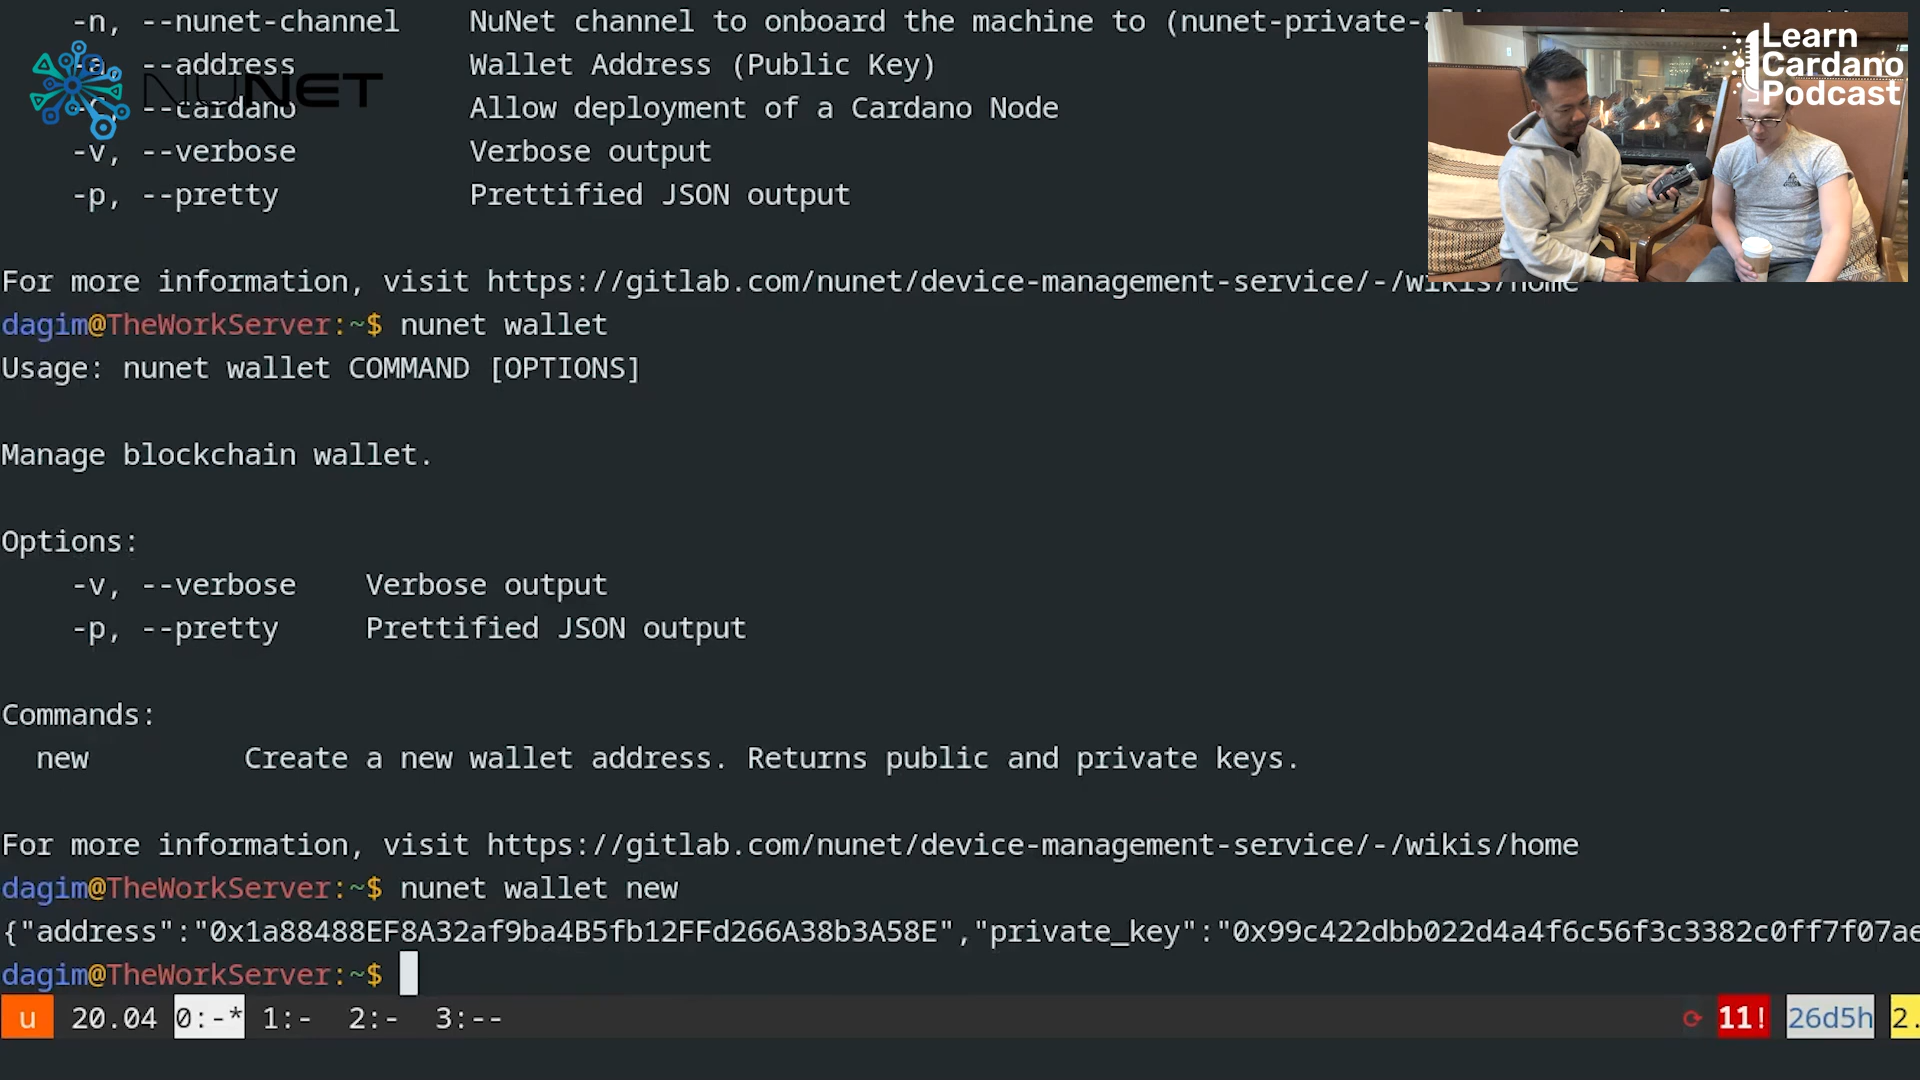 -n, --nunet-channel NuNet channel to onboard the machine to (nunet-private-
NUNET
--address Wallet Address (Public Key)
--cardano Allow deployment of a Cardano Node
-v, --verbose Verbose output
-p, --pretty Prettified JSON output
Learn
Cardano
Podcast
For more information, visit https://gitlab.com/nunet/device-management-service/-/wikis/home
dagim@TheWorkServer:~$ nunet wallet
Usage: nunet wallet COMMAND [OPTIONS]
Manage blockchain wallet.
Options:
-v, --verbose Verbose output
-p, --pretty Prettified JSON output
Commands:
new Create a new wallet address. Returns public and private keys.
For more information, visit https://gitlab.com/nunet/device-management-service/-/wikis/home
dagim@TheWorkServer:~$ nunet wallet new
{"address":"0x1a88488EF8A32af9ba4B5fb12FFd266A38b3A58E","private_key":"0x99c422dbb022d4a4f6c56f3c3382c0ff7f07ae
dagim@TheWorkServer:~$
u 20.04 0:-* 1:- 2:- 3:-- 11! 26d5h 2.